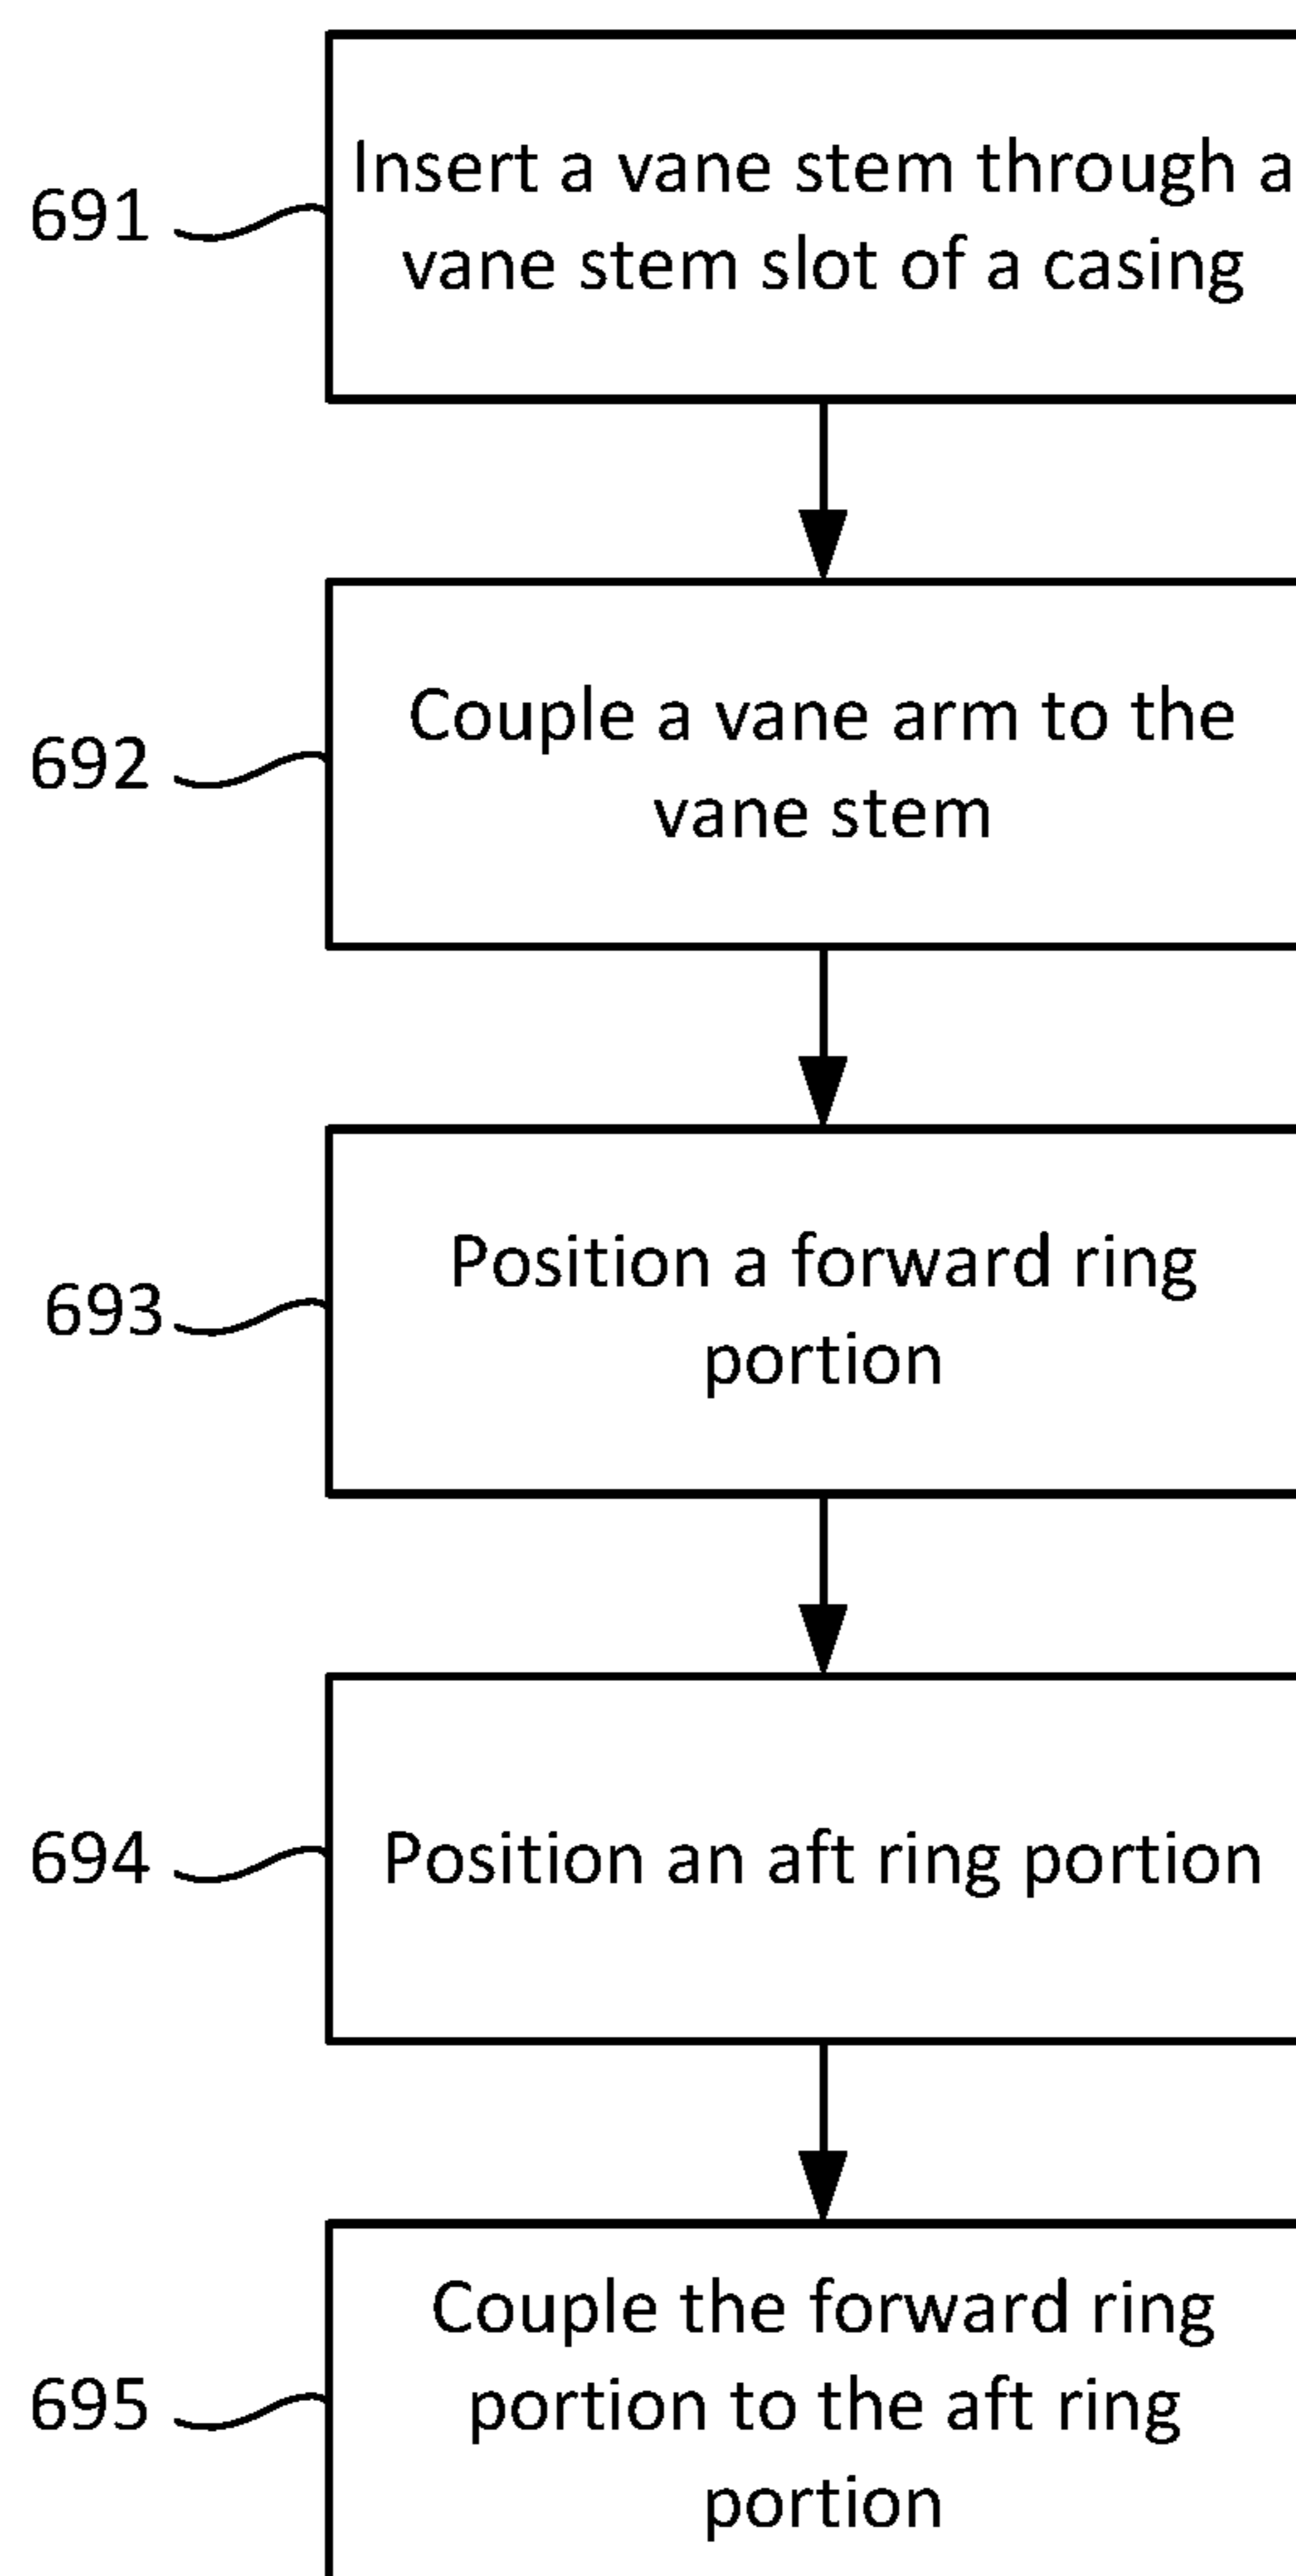 691
Insert a vane stem through a
vane stem slot of a casing
692
Couple a vane arm to the
vane stem
693
Position a forward ring
portion
694
Position an aft ring portion
695
Couple the forward ring
portion to the aft ring
portion